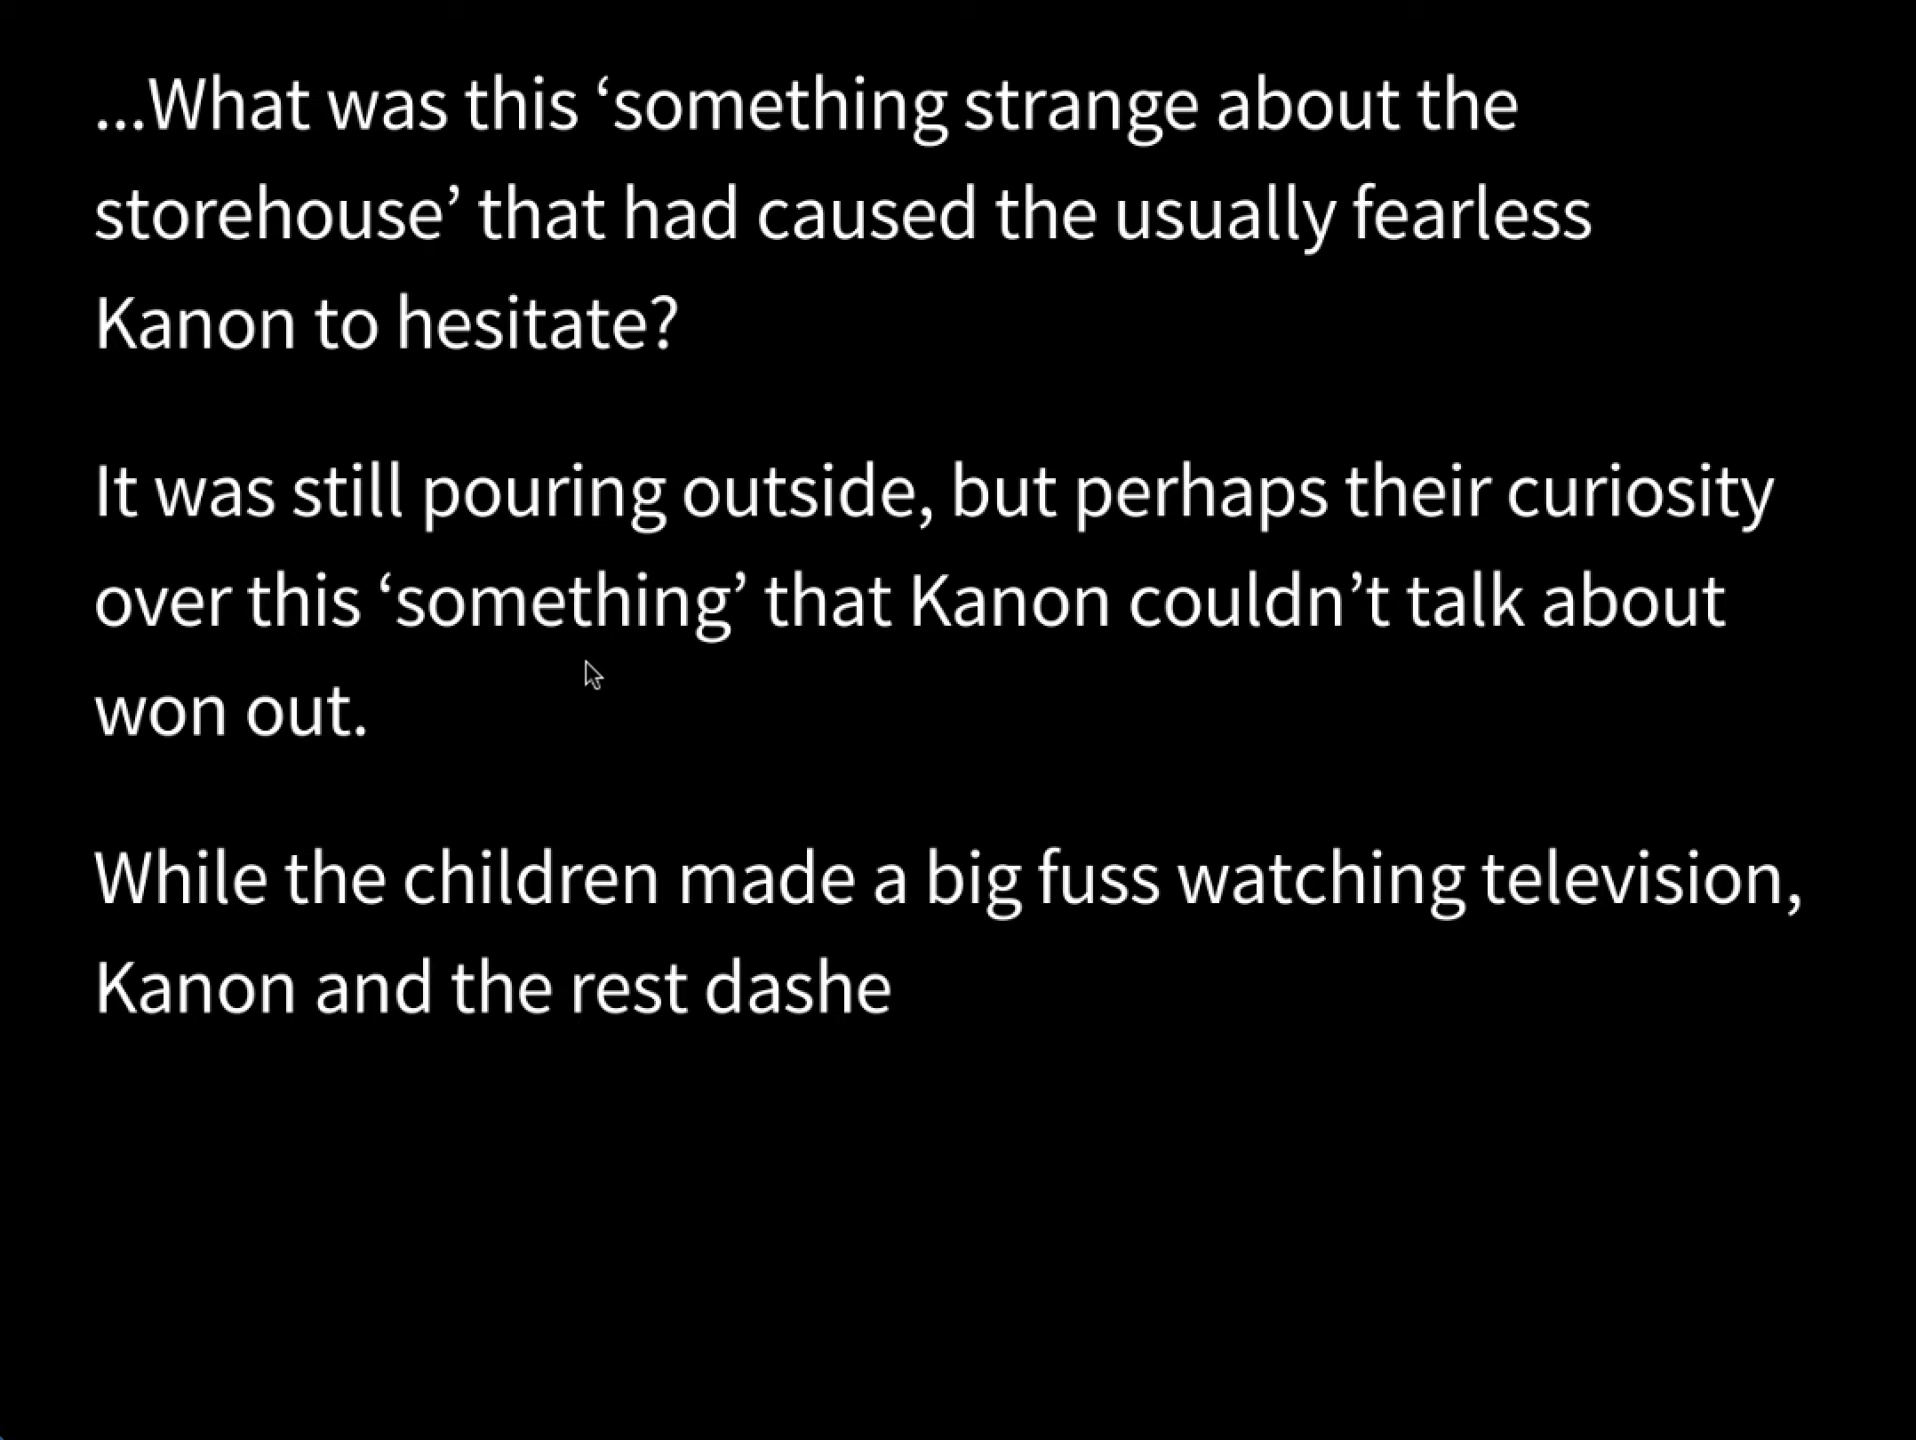 ...What was this ‘something strange about the
storehouse’ that had caused the usually fearless
Kanon to hesitate?
It was still pouring outside, but perhaps their curiosity
over this ‘something’ that Kanon couldn’t talk about
won out.
While the children made a big fuss watching television,
Kanon and the rest dashe